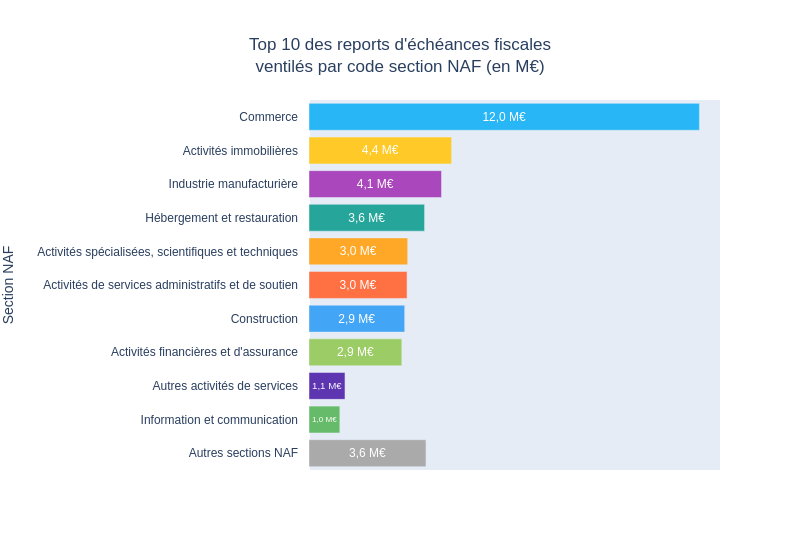 Top 10 des reports d'échéances fiscales
ventilés par code section NAF (en M€)
Section NAF
Commerce 12,0 M€
Activités immobilières 4,4 M€
Industrie manufacturière 4,1 M€
Hébergement et restauration 3,6 M€
Activités spécialisées, scientifiques et techniques 3,0 M€
Activités de services administratifs et de soutien 3,0 M€
Construction 2,9 M€
Activités financières et d'assurance 2,9 M€
Autres activités de services 1,1 M€
Information et communication 1,0 M€
Autres sections NAF 3,6 M€